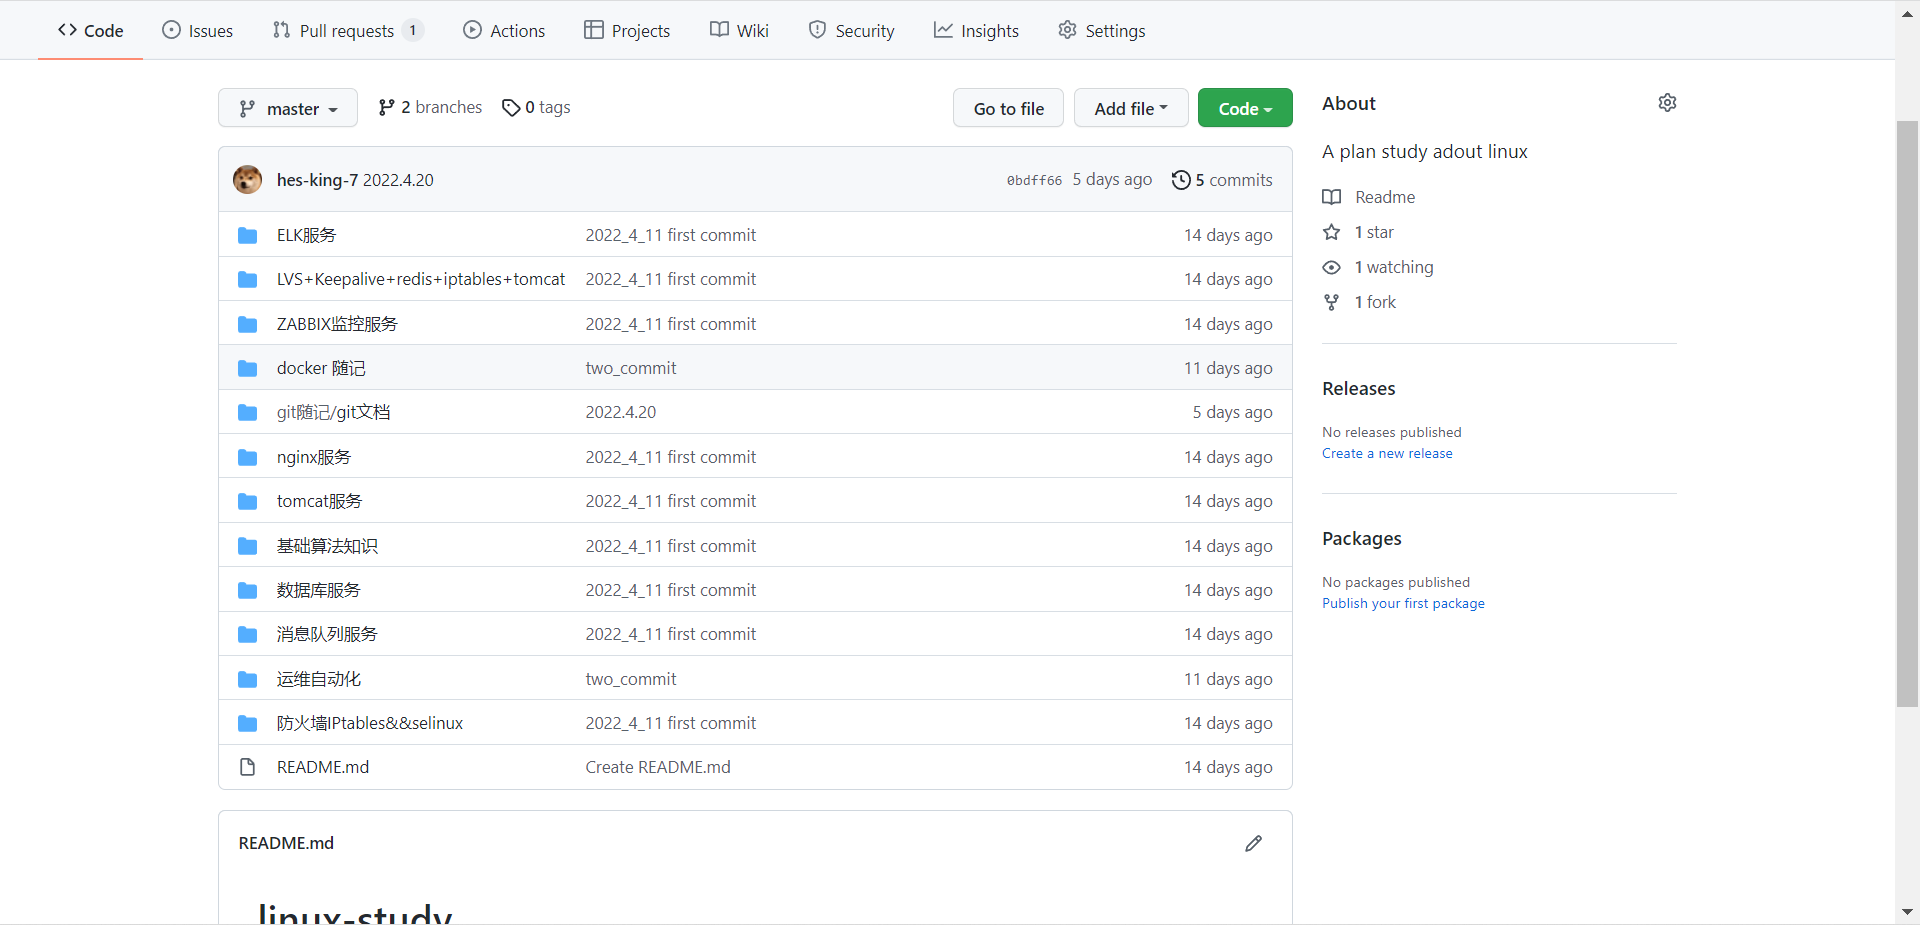 Code Issues Pull requests 1 Actions Projects Wiki Security Insights Settings
master 2 branches 0 tags Go to file Add file Code
hes-king-7 2022.4.20 0bdff66 5 days ago 5 commits
ELK服务 2022_4_11 first commit 14 days ago
LVS+Keepalive+redis+iptables+tomcat 2022_4_11 first commit 14 days ago
ZABBIX监控服务 2022_4_11 first commit 14 days ago
docker 随记 two_commit 11 days ago
git随记/git文档 2022.4.20 5 days ago
nginx服务 2022_4_11 first commit 14 days ago
tomcat服务 2022_4_11 first commit 14 days ago
基础算法知识 2022_4_11 first commit 14 days ago
数据库服务 2022_4_11 first commit 14 days ago
消息队列服务 2022_4_11 first commit 14 days ago
运维自动化 two_commit 11 days ago
防火墙IPtables&&selinux 2022_4_11 first commit 14 days ago
README.md Create README.md 14 days ago
README.md
linux-study
About
A plan study adout linux
Readme
1 star
1 watching
1 fork
Releases
No releases published
Create a new release
Packages
No packages published
Publish your first package